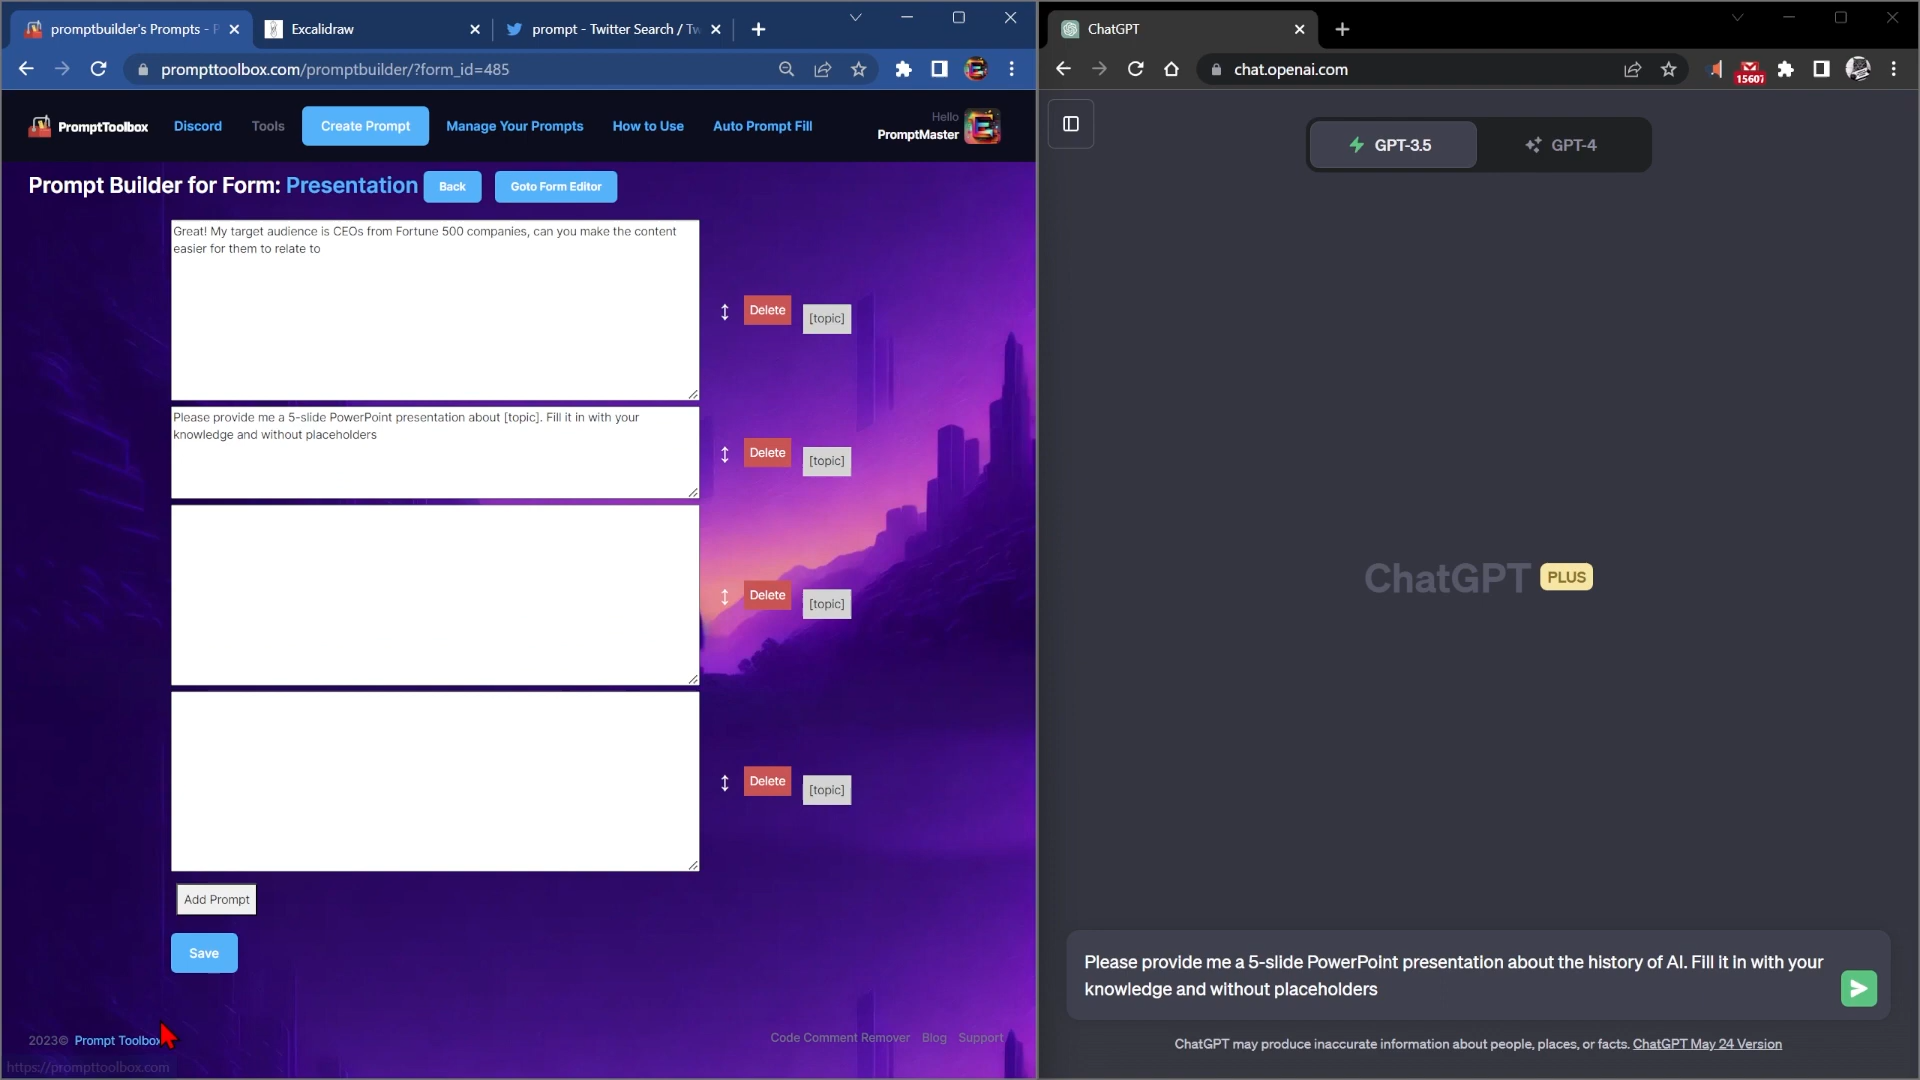 promptbuilder's Prompts - P
Excalidraw
prompt - Twitter Search / Tw
prompttoolbox.com/promptbuilder/?form_id=485
PromptToolbox
Discord
Tools
Create Prompt
Manage Your Prompts
How to Use
Auto Prompt Fill
Hello
PromptMaster
Prompt Builder for Form: Presentation
Back
Goto Form Editor
Great! My target audience is CEOs from Fortune 500 companies, can you make the content
easier for them to relate to
Delete
[topic]
Please provide me a 5-slide PowerPoint presentation about [topic]. Fill it in with your
knowledge and without placeholders
Delete
[topic]
Delete
[topic]
Delete
[topic]
Add Prompt
Save
2023© Prompt Toolbox
Code Comment Remover
Blog
Support
https://prompttoolbox.com
ChatGPT
chat.openai.com
15607
GPT-3.5
GPT-4
ChatGPT PLUS
Please provide me a 5-slide PowerPoint presentation about the history of AI. Fill it in with your
knowledge and without placeholders
ChatGPT may produce inaccurate information about people, places, or facts. ChatGPT May 24 Version